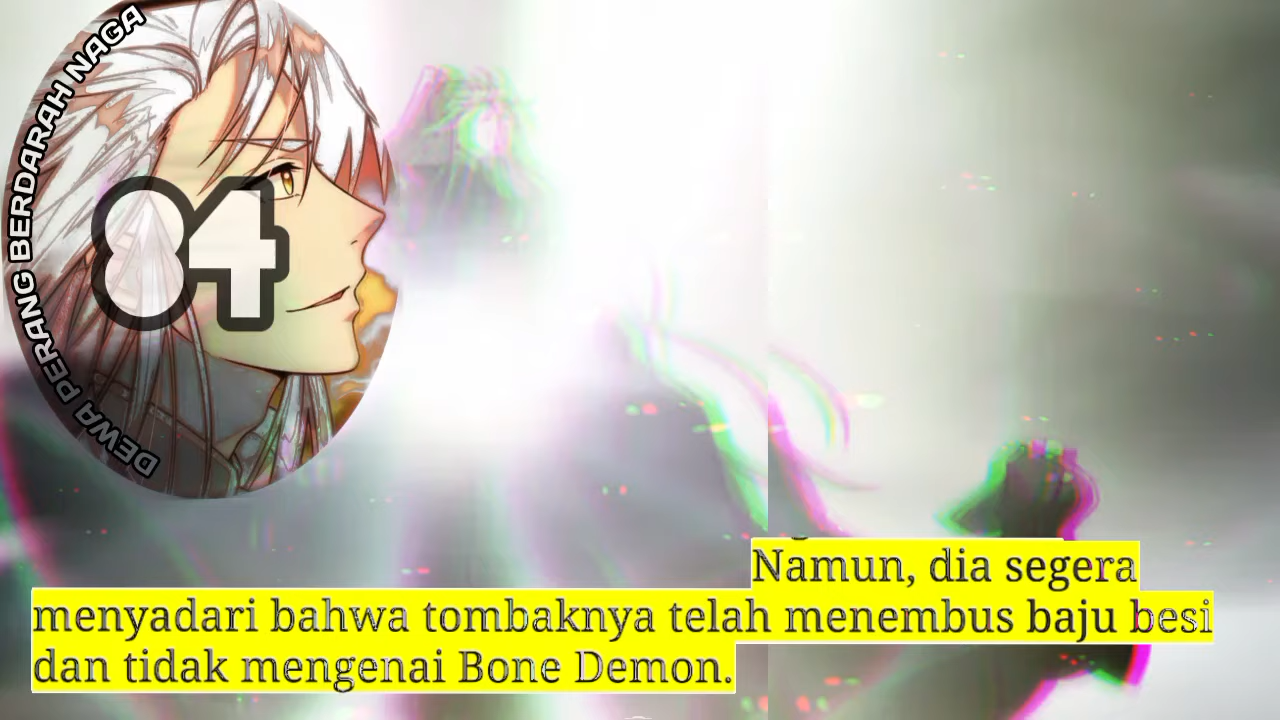 DEWA PERANG BERDARAH NAGA
84
Namun, dia segera
menyadari bahwa tombaknya telah menembus baju besi
dan tidak mengenai Bone Demon.